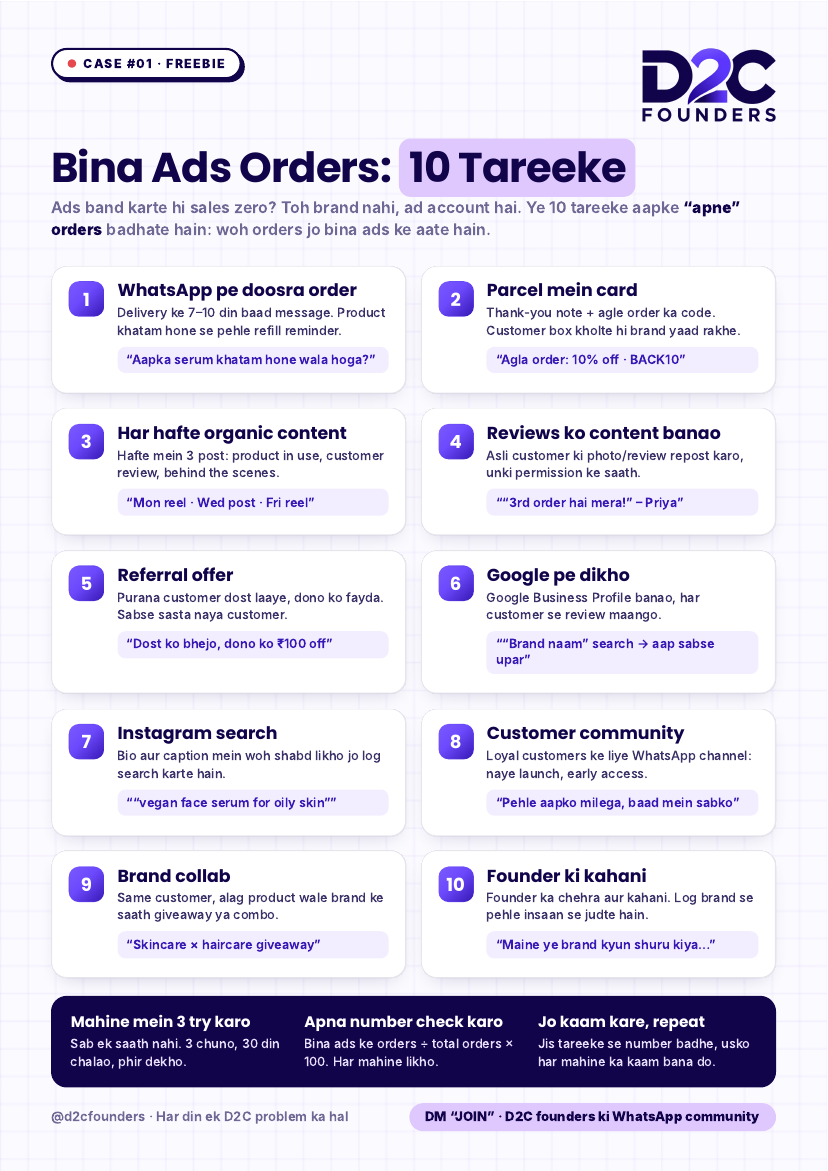 CASE #01 · FREEBIE
D2C
FOUNDERS
Bina Ads Orders: 10 Tareeke
Ads band karte hi sales zero? Toh brand nahi, ad account hai. Ye 10 tareeke aapke “apne”
orders badhate hain: woh orders jo bina ads ke aate hain.
1
WhatsApp pe doosra order
Delivery ke 7–10 din baad message. Product
khatam hone se pehle refill reminder.
“Aapka serum khatam hone wala hoga?”
2
Parcel mein card
Thank-you note + agle order ka code.
Customer box kholte hi brand yaad rakhe.
“Agla order: 10% off · BACK10”
3
Har hafte organic content
Hafte mein 3 post: product in use, customer
review, behind the scenes.
“Mon reel · Wed post · Fri reel”
4
Reviews ko content banao
Asli customer ki photo/review repost karo,
unki permission ke saath.
““3rd order hai mera!” – Priya”
5
Referral offer
Purana customer dost laaye, dono ko fayda.
Sabse sasta naya customer.
“Dost ko bhejo, dono ko ₹100 off”
6
Google pe dikho
Google Business Profile banao, har
customer se review maango.
““Brand naam” search → aap sabse
upar”
7
Instagram search
Bio aur caption mein woh shabd likho jo log
search karte hain.
““vegan face serum for oily skin””
8
Customer community
Loyal customers ke liye WhatsApp channel:
naye launch, early access.
“Pehle aapko milega, baad mein sabko”
9
Brand collab
Same customer, alag product wale brand ke
saath giveaway ya combo.
“Skincare × haircare giveaway”
10
Founder ki kahani
Founder ka chehra aur kahani. Log brand se
pehle insaan se judte hain.
“Maine ye brand kyun shuru kiya...”
Mahine mein 3 try karo
Sab ek saath nahi. 3 chuno, 30 din
chalao, phir dekho.
Apna number check karo
Bina ads ke orders ÷ total orders ×
100. Har mahine likho.
Jo kaam kare, repeat
Jis tareeke se number badhe, usko
har mahine ka kaam bana do.
@d2cfounders · Har din ek D2C problem ka hal
DM “JOIN” · D2C founders ki WhatsApp community